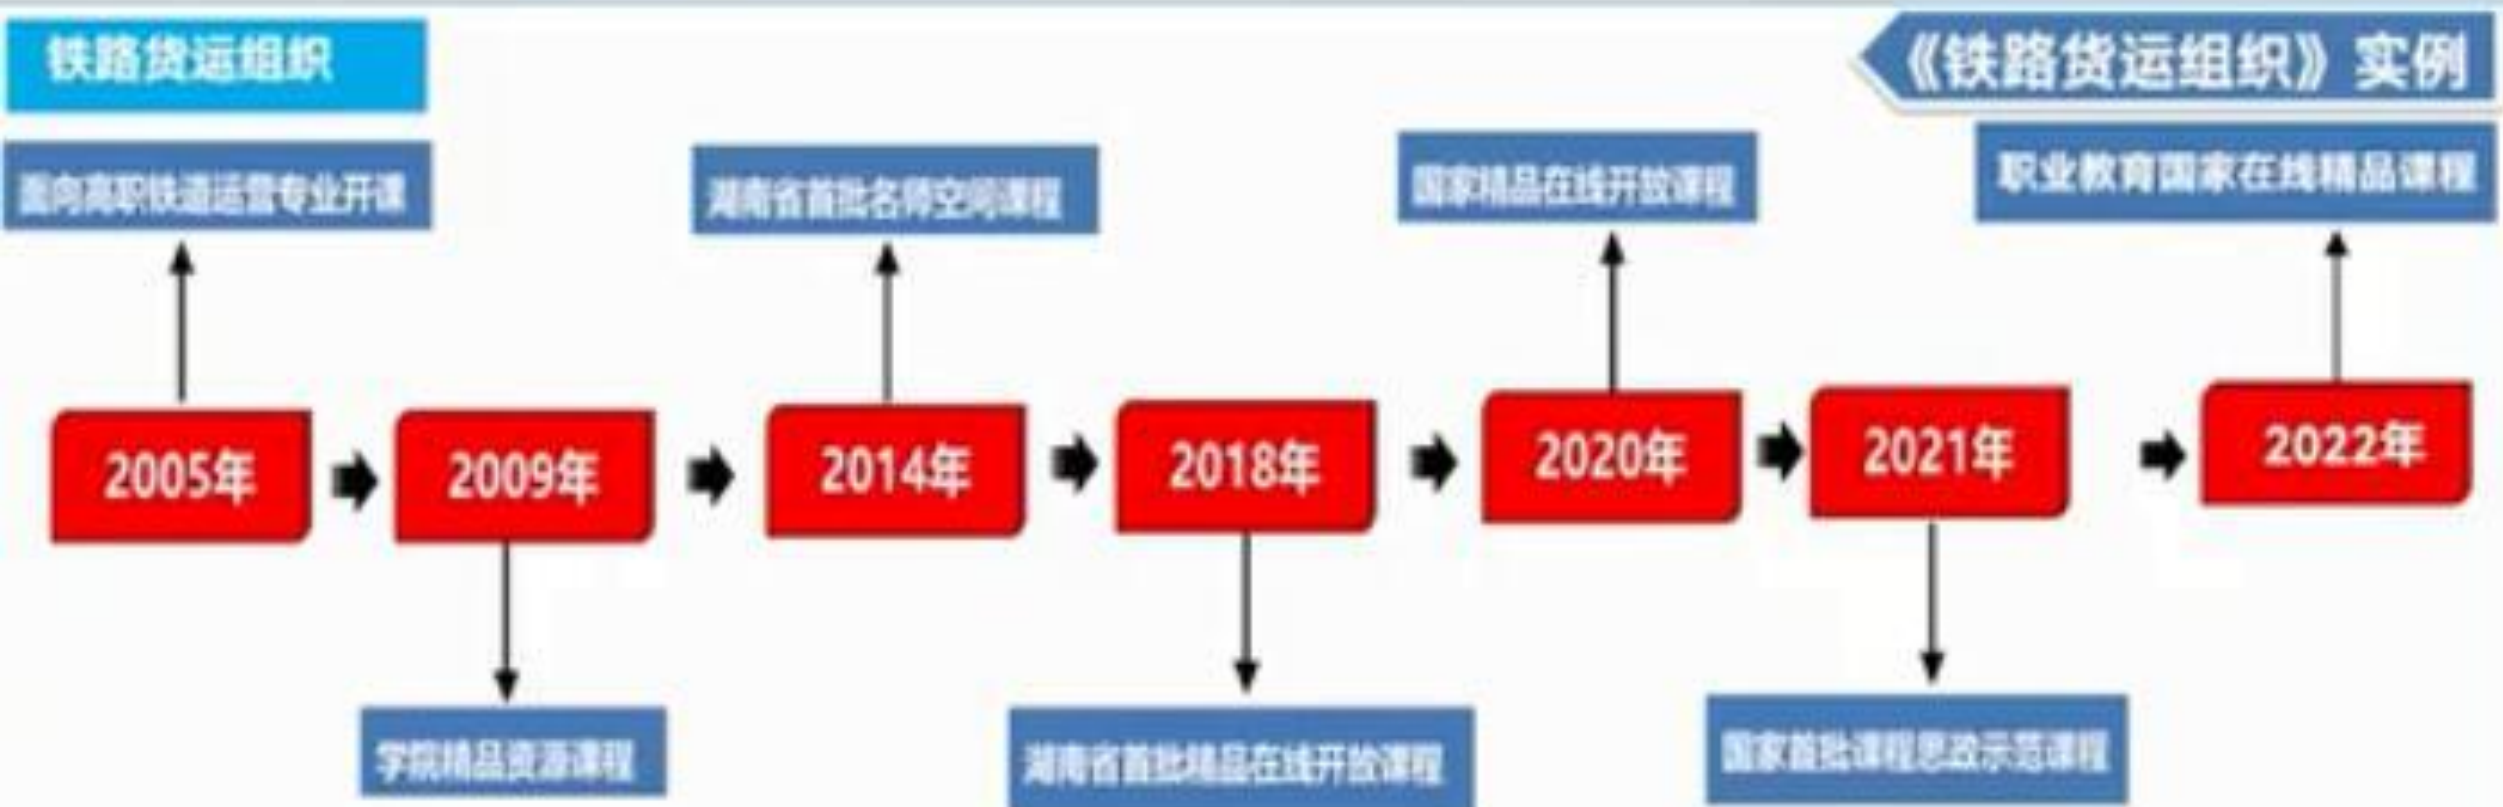 铁路货运组织
《铁路货运组织》实例
面向高职铁道运营专业开课
湖南省首批名师空间课程
国家精品在线开放课程
职业教育国家在线精品课程
2005年
2009年
2014年
2018年
2020年
2021年
2022年
学院精品资源课程
湖南省首批精品在线开放课程
国家首批课程思政示范课程